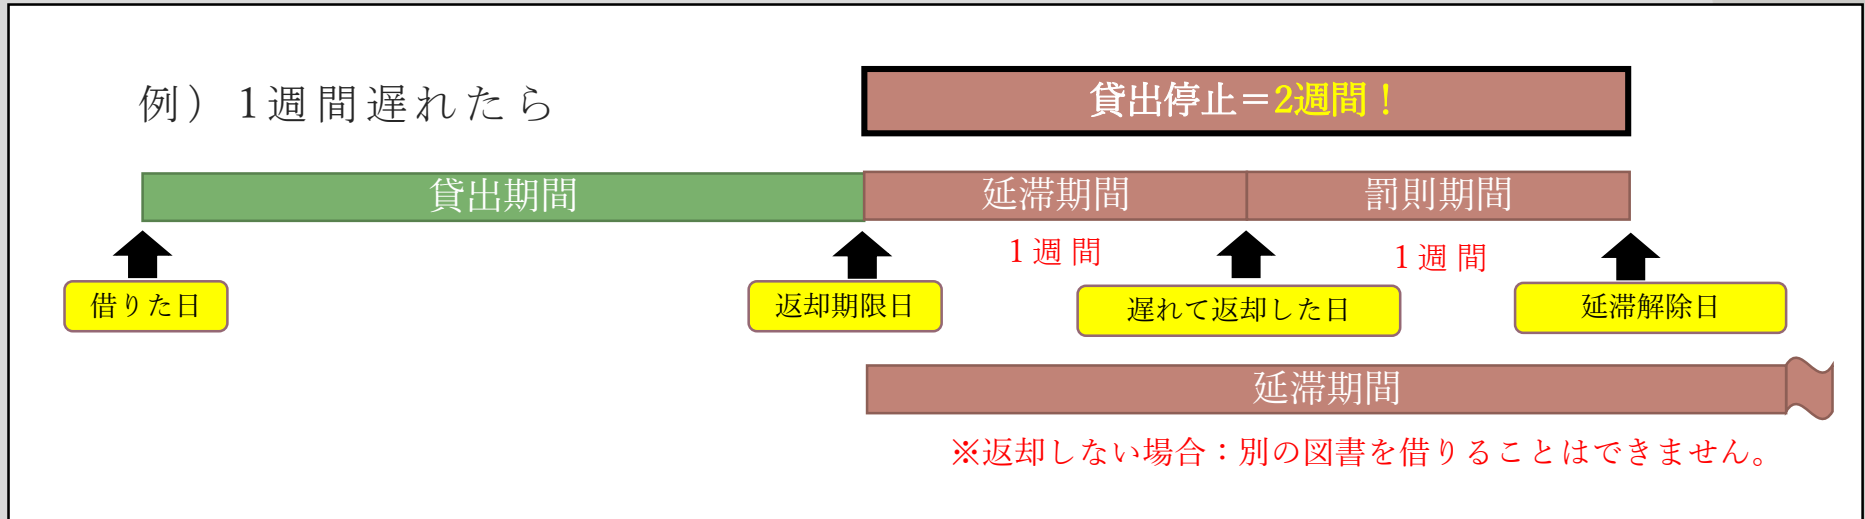 例）1週間遅れたら
貸出停止＝2週間！
貸出期間
延滞期間
罰則期間
1週間
1週間
借りた日
返却期限日
遅れて返却した日
延滞解除日
延滞期間
※返却しない場合：別の図書を借りることはできません。